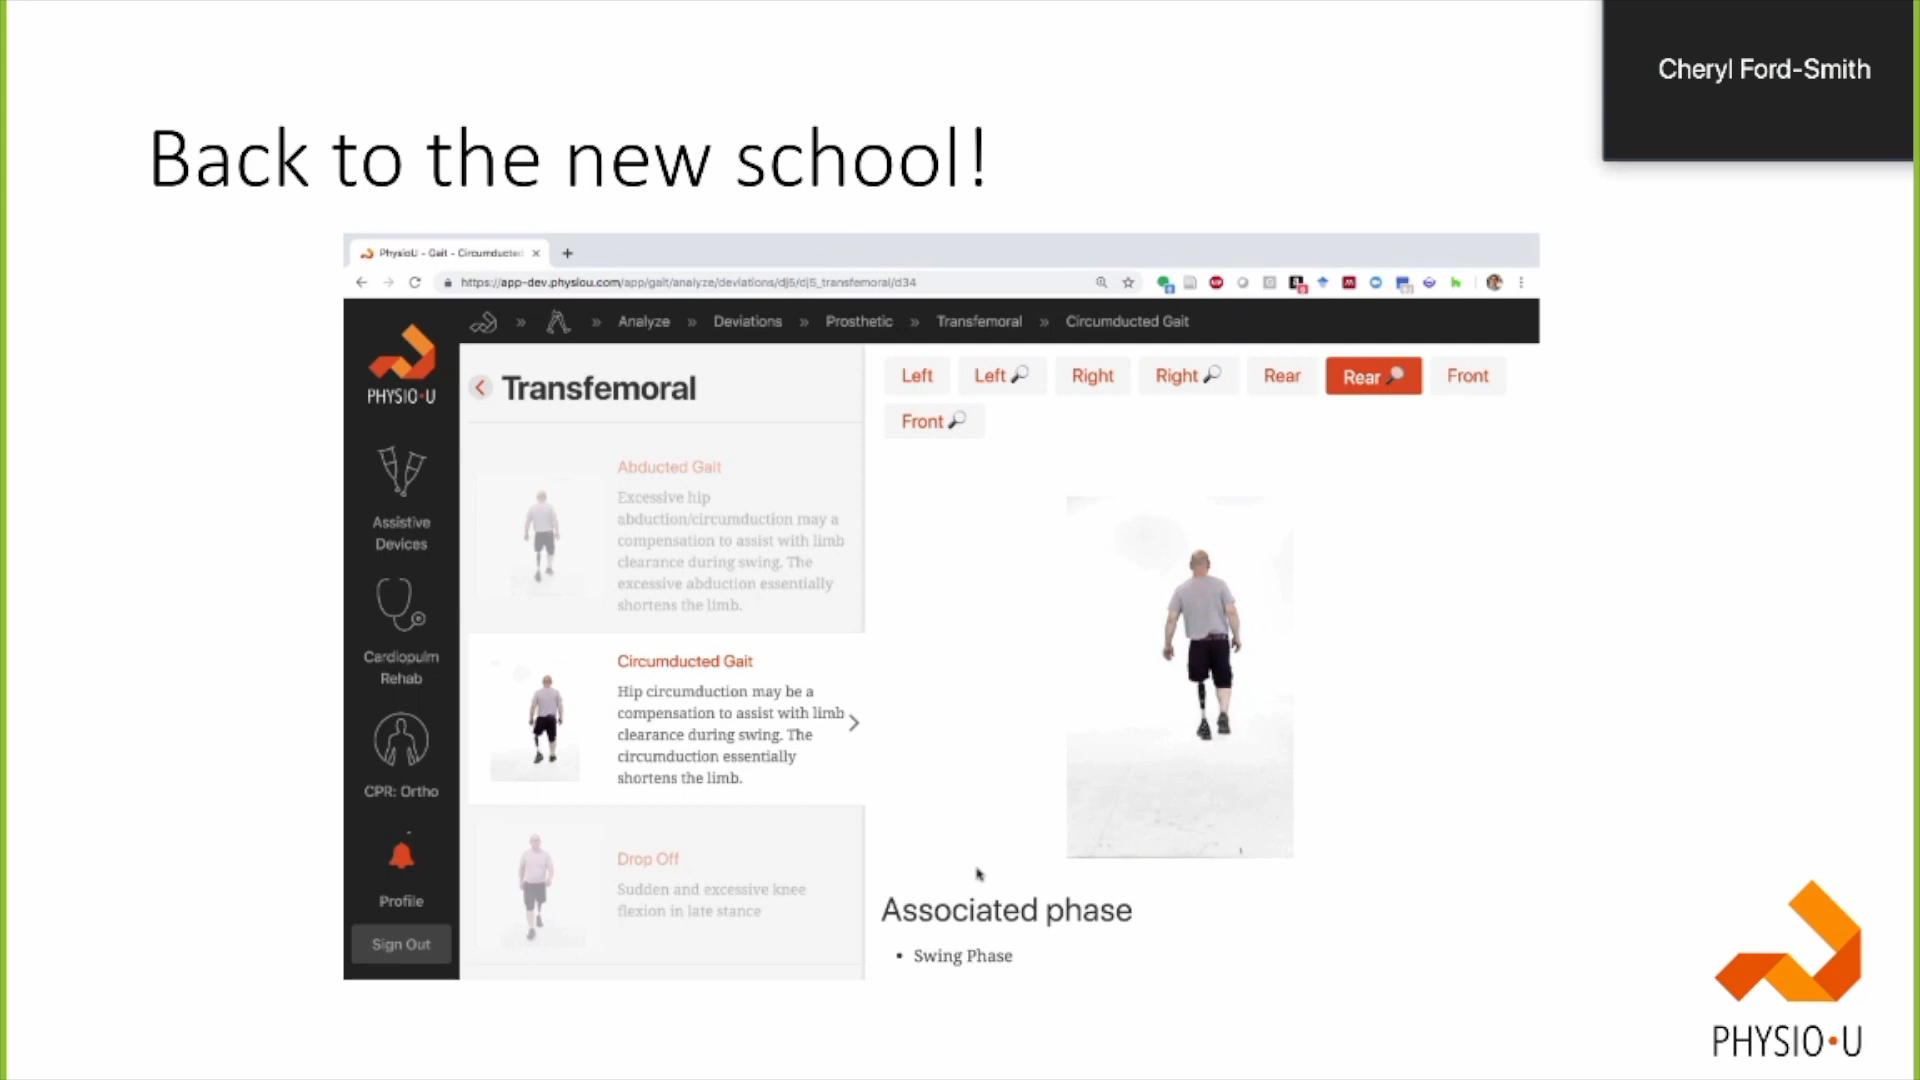 Cheryl Ford-Smith
Back to the new school!
PhysioU - Gait - Circumducted
https://app-dev.physiou.com/app/gait/analyze/deviations/dj5/dj5_transfemoral/d34
» » Analyze » Deviations » Prosthetic » Transfemoral » Circumducted Gait
PHYSIO•U
Assistive
Devices
Cardiopulm
Rehab
CPR: Ortho
Profile
Sign Out
Transfemoral
Abducted Gait
Excessive hip
abduction/circumduction may a
compensation to assist with limb
clearance during swing. The
excessive abduction essentially
shortens the limb.
Circumducted Gait
Hip circumduction may be a
compensation to assist with limb
clearance during swing. The
circumduction essentially
shortens the limb.
Drop Off
Sudden and excessive knee
flexion in late stance
Left Left Right Right Rear Rear Front
Front
Associated phase
• Swing Phase
PHYSIO•U